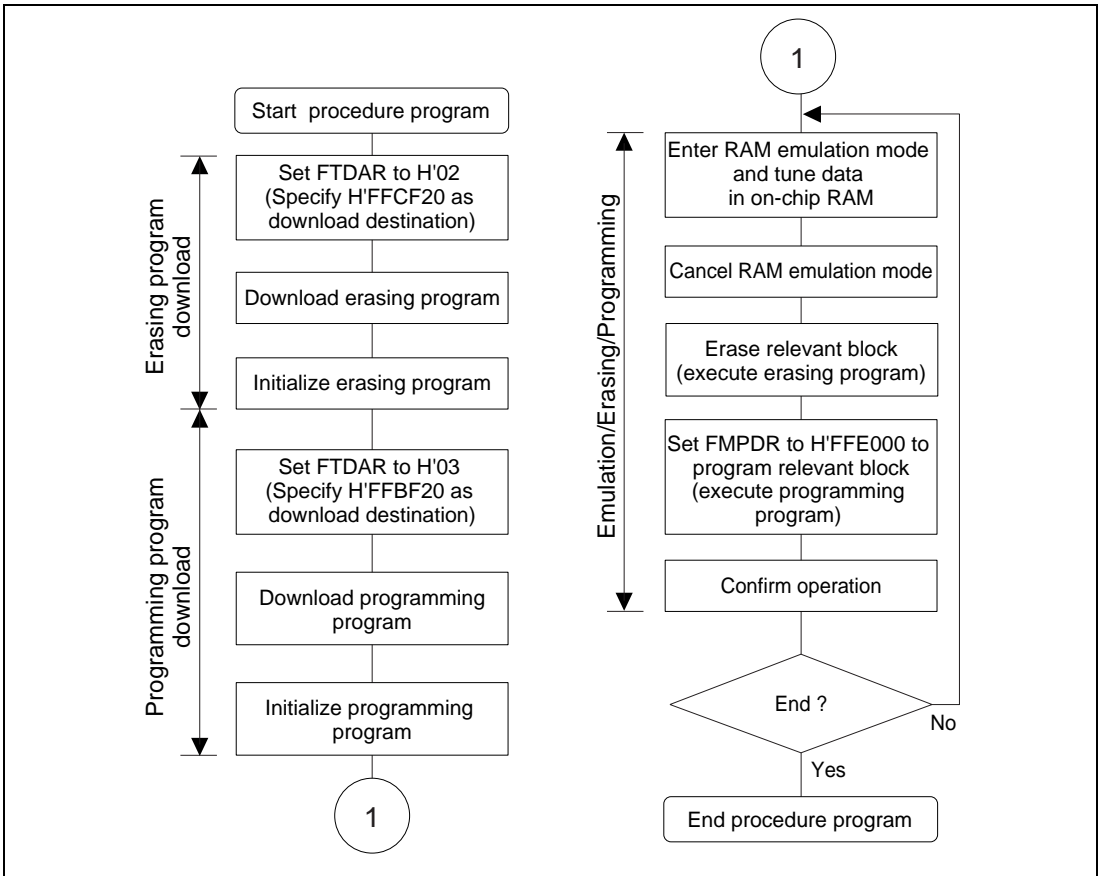 Start procedure program
Erasing program
download
Set FTDAR to H'02
(Specify H'FFCF20 as
download destination)
Download erasing program
Initialize erasing program
Programming program
download
Set FTDAR to H'03
(Specify H'FFBF20 as
download destination)
Download programming
program
Initialize programming
program
1
1
Emulation/Erasing/Programming
Enter RAM emulation mode
and tune data
in on-chip RAM
Cancel RAM emulation mode
Erase relevant block
(execute erasing program)
Set FMPDR to H'FFE000 to
program relevant block
(execute programming
program)
Confirm operation
End ?
No
Yes
End procedure program